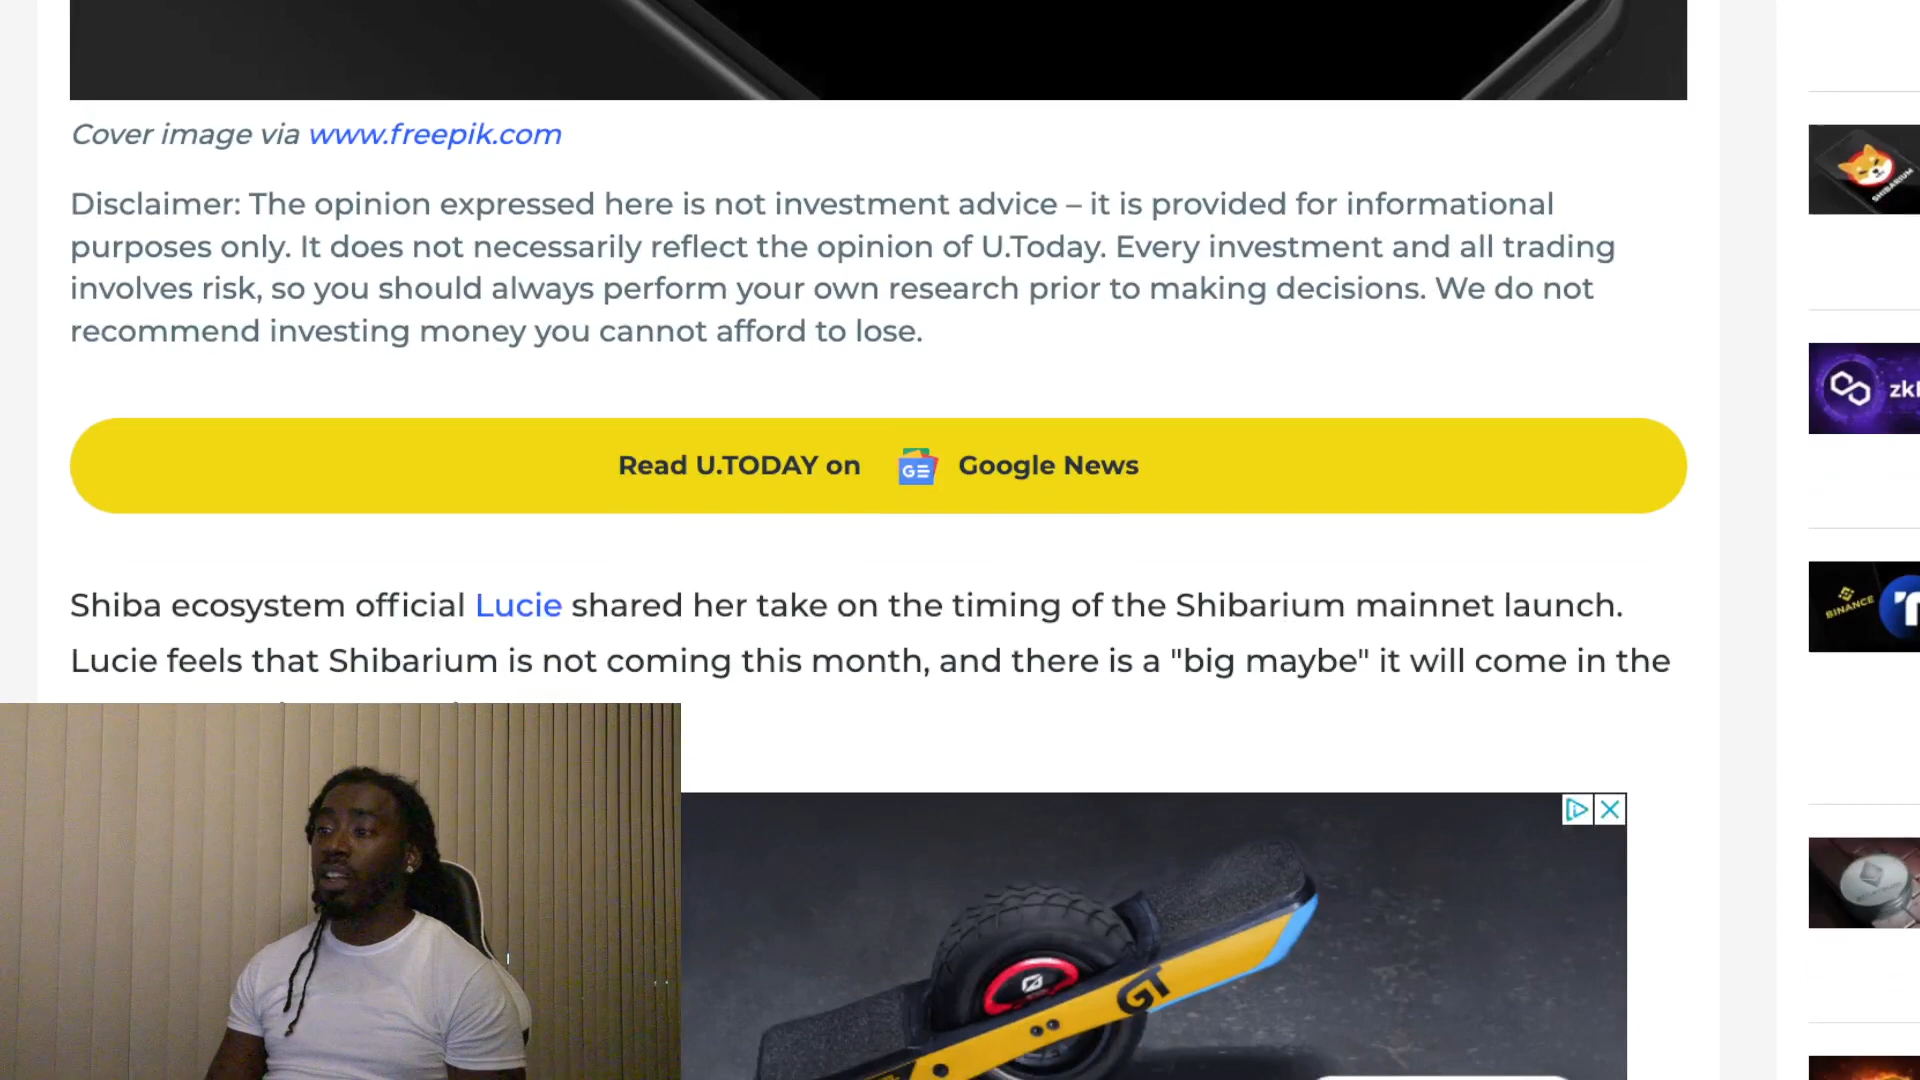 Cover image via www.freepik.com
Disclaimer: The opinion expressed here is not investment advice – it is provided for informational
purposes only. It does not necessarily reflect the opinion of U.Today. Every investment and all trading
involves risk, so you should always perform your own research prior to making decisions. We do not
recommend investing money you cannot afford to lose.
Read U.TODAY on GE Google News
Shiba ecosystem official Lucie shared her take on the timing of the Shibarium mainnet launch.
Lucie feels that Shibarium is not coming this month, and there is a "big maybe" it will come in the
SHIBARIUM
BINANCE
GT